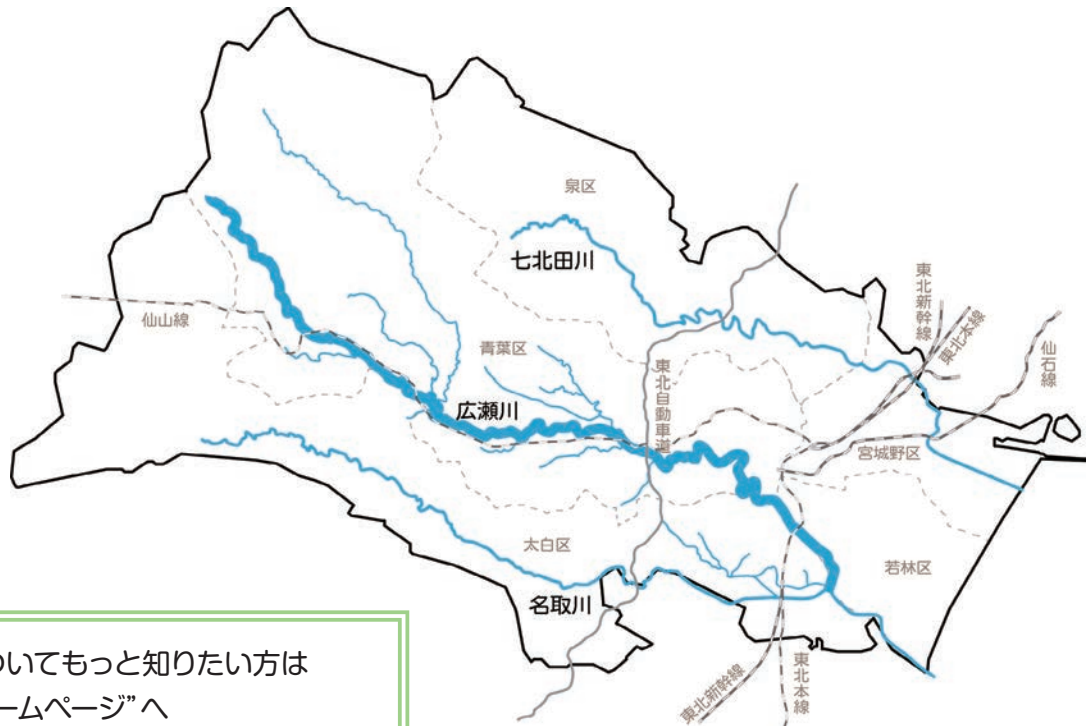 泉区
七北田川
東北新幹線
東北本線
仙石線
仙山線
青葉区
東北自動車道
広瀬川
宮城野区
太白区
若林区
名取川
東北新幹線
東北本線
ついてもっと知りたい方は
ームページ”へ